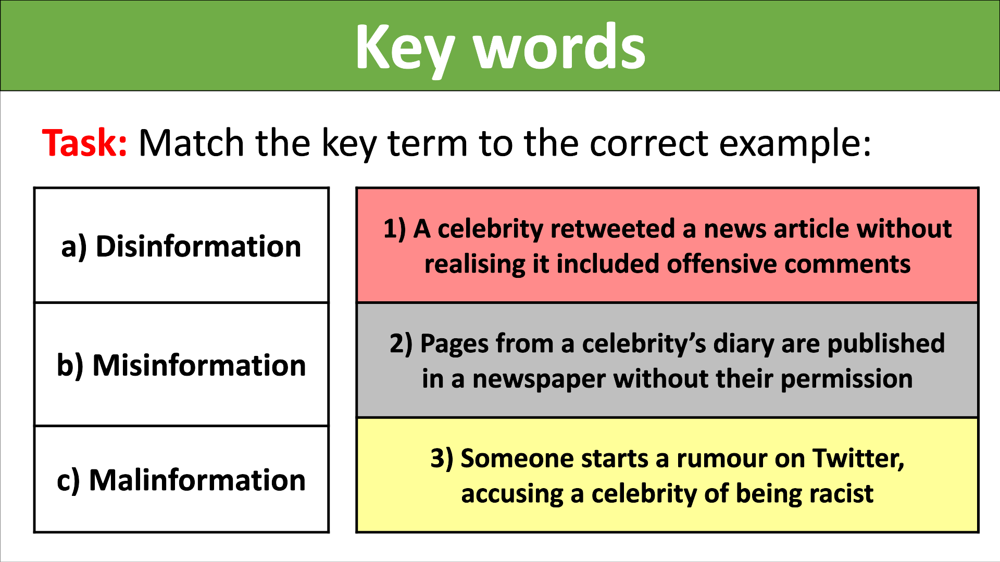 Key words
Task: Match the key term to the correct example:
a) Disinformation
b) Misinformation
c) Malinformation
1) A celebrity retweeted a news article without
realising it included offensive comments
2) Pages from a celebrity’s diary are published
in a newspaper without their permission
3) Someone starts a rumour on Twitter,
accusing a celebrity of being racist